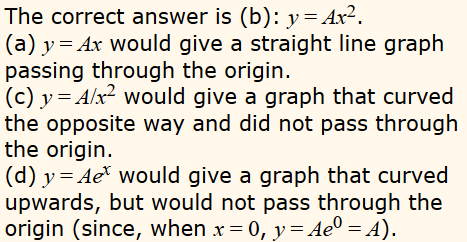 The correct answer is (b): y = Ax².
(a) y = Ax would give a straight line graph
passing through the origin.
(c) y = A/x² would give a graph that curved
the opposite way and did not pass through
the origin.
(d) y = Aeˣ would give a graph that curved
upwards, but would not pass through the
origin (since, when x = 0, y = Ae⁰ = A).